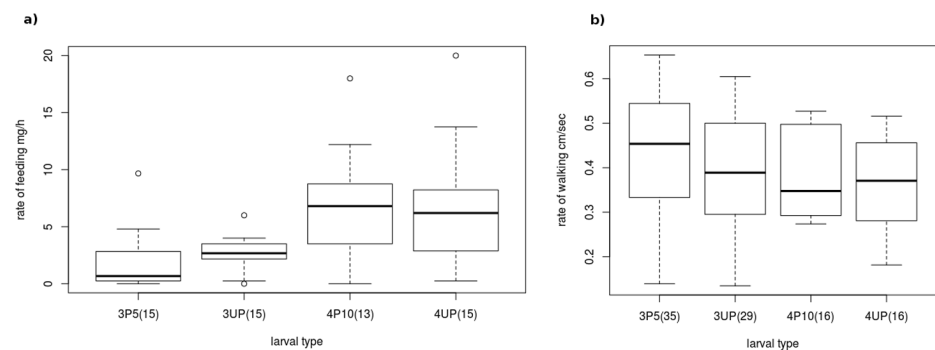 a)
rate of feeding mg/h
20
15
10
5
0
3P5(15) 3UP(15) 4P10(13) 4UP(15)
larval type
b)
rate of walking cm/sec
0.6
0.5
0.4
0.3
0.2
3P5(35) 3UP(29) 4P10(16) 4UP(16)
larval type